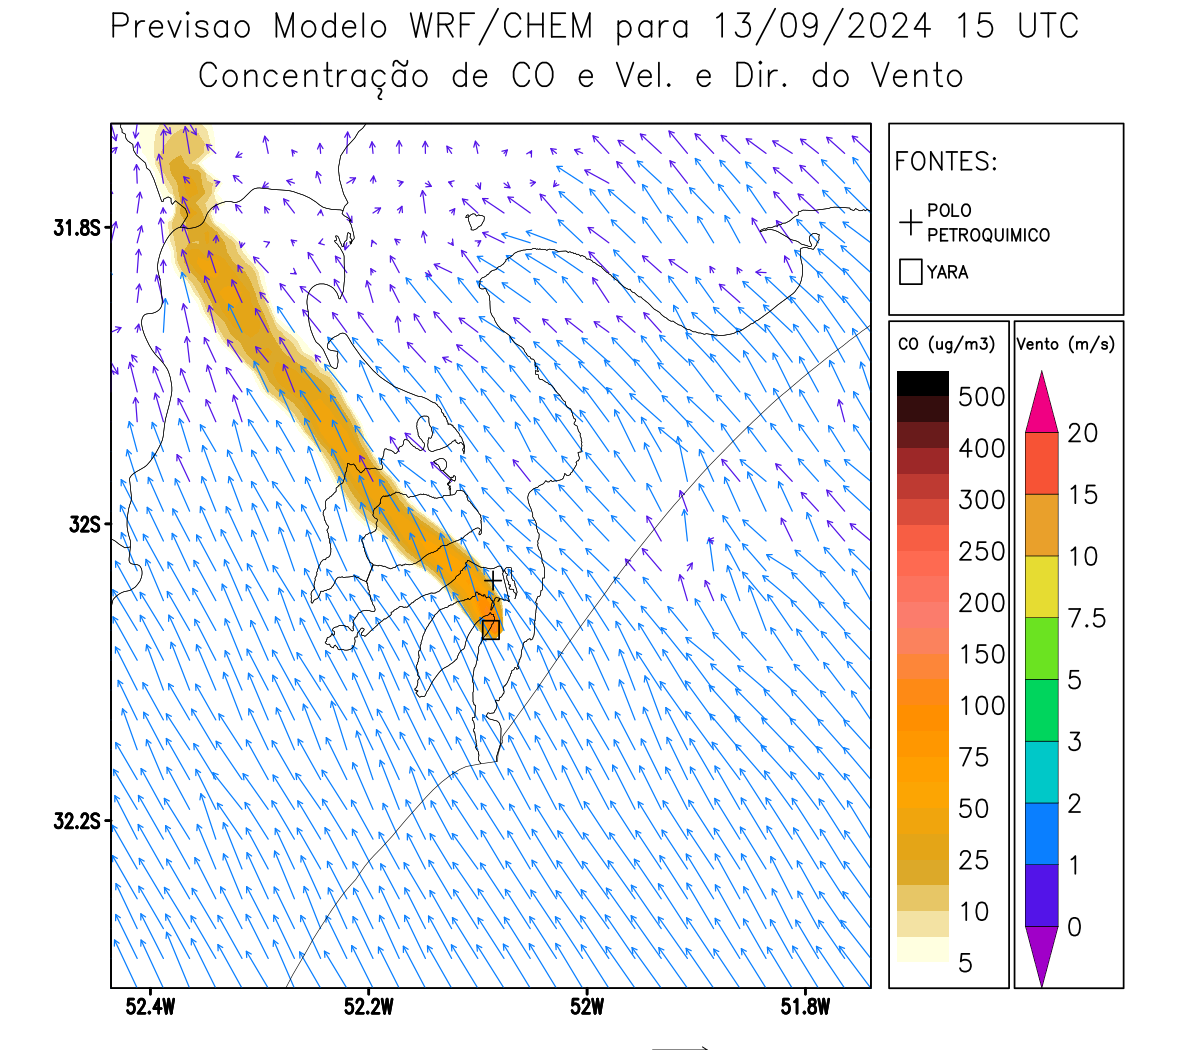 Previsao Modelo WRF/CHEM para 13/09/2024 15 UTC
Concentração de CO e Vel. e Dir. do Vento
FONTES:
POLO
PETROQUIMICO
YARA
CO (ug/m3)
500
400
300
250
200
150
100
75
50
25
10
5
Vento (m/s)
20
15
10
7.5
5
3
2
1
0
31.8S
32S
32.2S
52.4W
52.2W
52W
51.8W